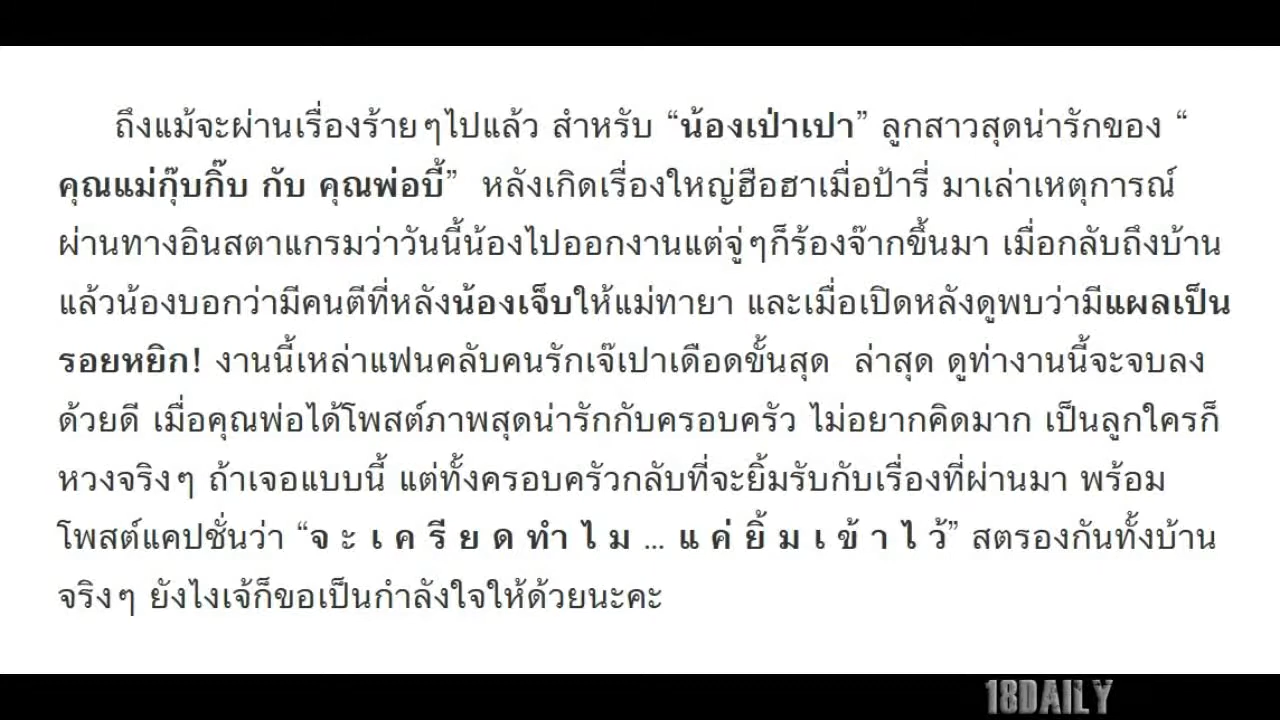 ถึงแม้จะผ่านเรื่องร้ายๆไปแล้ว สำหรับ “น้องเป่าเปา” ลูกสาวสุดน่ารักของ “
คุณแม่กุ๊บกิ๊บ กับ คุณพ่อบี้” หลังเกิดเรื่องใหญ่ฮือฮาเมื่อป้ารี่ มาเล่าเหตุการณ์
ผ่านทางอินสตาแกรมว่าวันนี้น้องไปออกงานแต่จู่ๆก็ร้องจ๊ากขึ้นมา เมื่อกลับถึงบ้าน
แล้วน้องบอกว่ามีคนตีที่หลังน้องเจ็บให้แม่ทายา และเมื่อเปิดหลังดูพบว่ามีแผลเป็น
รอยหยิก! งานนี้เหล่าแฟนคลับคนรักเจ๊เปาเดือดขั้นสุด ล่าสุด ดูท่างานนี้จะจบลง
ด้วยดี เมื่อคุณพ่อได้โพสต์ภาพสุดน่ารักกับครอบครัว ไม่อยากคิดมาก เป็นลูกใครก็
หวงจริงๆ ถ้าเจอแบบนี้ แต่ทั้งครอบครัวกลับที่จะยิ้มรับกับเรื่องที่ผ่านมา พร้อม
โพสต์แคปชั่นว่า “จ ะ เ ค รี ย ด ทำ ไ ม ... แ ค่ ยิ้ ม เ ข้ า ไ ว้” สตรองกันทั้งบ้าน
จริงๆ ยังไงเจ้ก็ขอเป็นกำลังใจให้ด้วยนะคะ
18DAILY